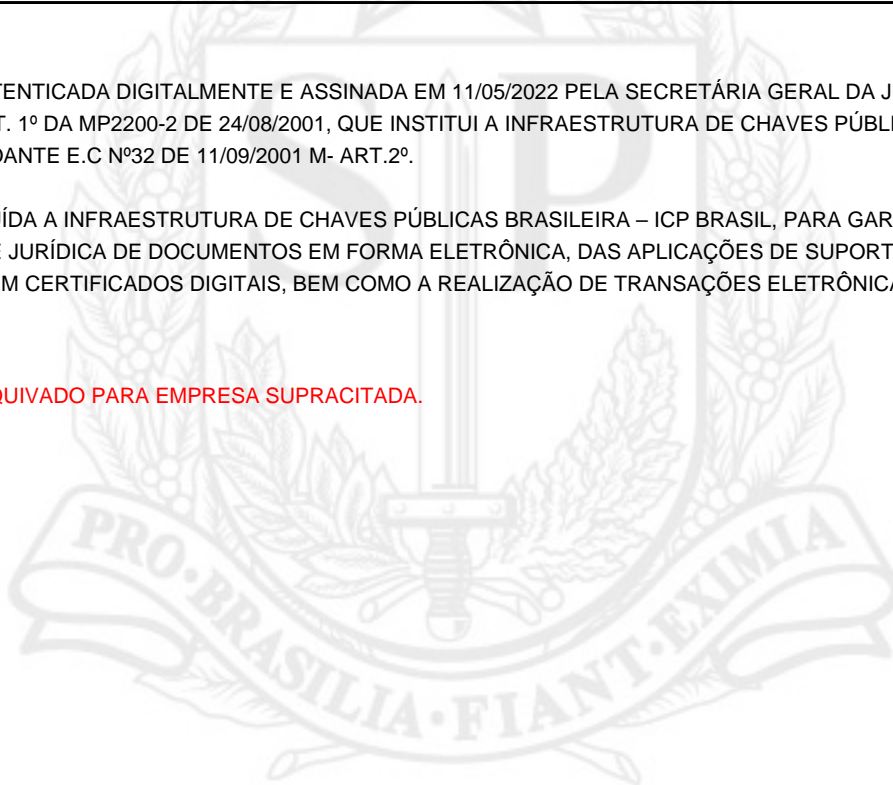 TENTICADA DIGITALMENTE E ASSINADA EM 11/05/2022 PELA SECRETÁRIA GERAL DA J
T. 1º DA MP2200-2 DE 24/08/2001, QUE INSTITUI A INFRAESTRUTURA DE CHAVES PÚBL
DANTE E.C Nº32 DE 11/09/2001 M- ART.2º.
ÍDA A INFRAESTRUTURA DE CHAVES PÚBLICAS BRASILEIRA – ICP BRASIL, PARA GAR
E JURÍDICA DE DOCUMENTOS EM FORMA ELETRÔNICA, DAS APLICAÇÕES DE SUPORT
M CERTIFICADOS DIGITAIS, BEM COMO A REALIZAÇÃO DE TRANSAÇÕES ELETRÔNICA
QUIVADO PARA EMPRESA SUPRACITADA.
SP
PRO·BRASILIA·FIANT·EXIMIA